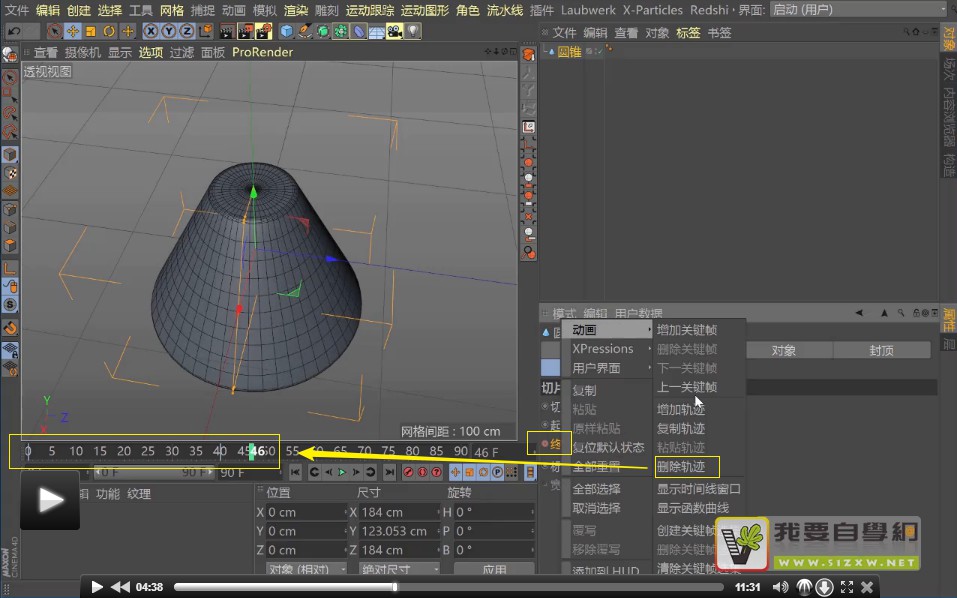 文件 编辑 创建 选择 工具 网格 捕捉 动画 模拟 渲染 雕刻 运动跟踪 运动图形 角色 流水线 插件 Laubwerk X-Particles Redshi 界面: 启动 (用户)
查看 摄像机 显示 选项 过滤 面板 ProRender
文件 编辑 查看 对象 标签 书签
圆锥
透视视图
对象
场次
内容浏览器
构造
属性
层
模式 编辑 用户数据
动画
XPressions
用户界面
复制
粘贴
原样粘贴
复位默认状态
全部重置
全部选择
取消选择
覆写
移除覆写
添加到 HUD
增加关键帧
删除关键帧
下一关键帧
上一关键帧
增加轨迹
复制轨迹
粘贴轨迹
删除轨迹
显示时间线窗口
显示函数曲线
创建关键
删除关键
清除关键帧
对象 封顶
切片
切
起
终
网格间距 : 100 cm
0 5 10 15 20 25 30 35 40 45 46 50 55 60 65 70 75 80 85 90 46 F
0 F 90 F 90 F
功能 纹理
位置 尺寸 旋转
X 0 cm X 184 cm H 0 °
Y 0 cm Y 123.053 cm P 0 °
Z 0 cm Z 184 cm B 0 °
对象 (相对) 绝对尺寸 应用
Y
Z
X
MAXON
CINEMA4D
我要自學網
WWW.51ZXW.NET
04:38 11:31